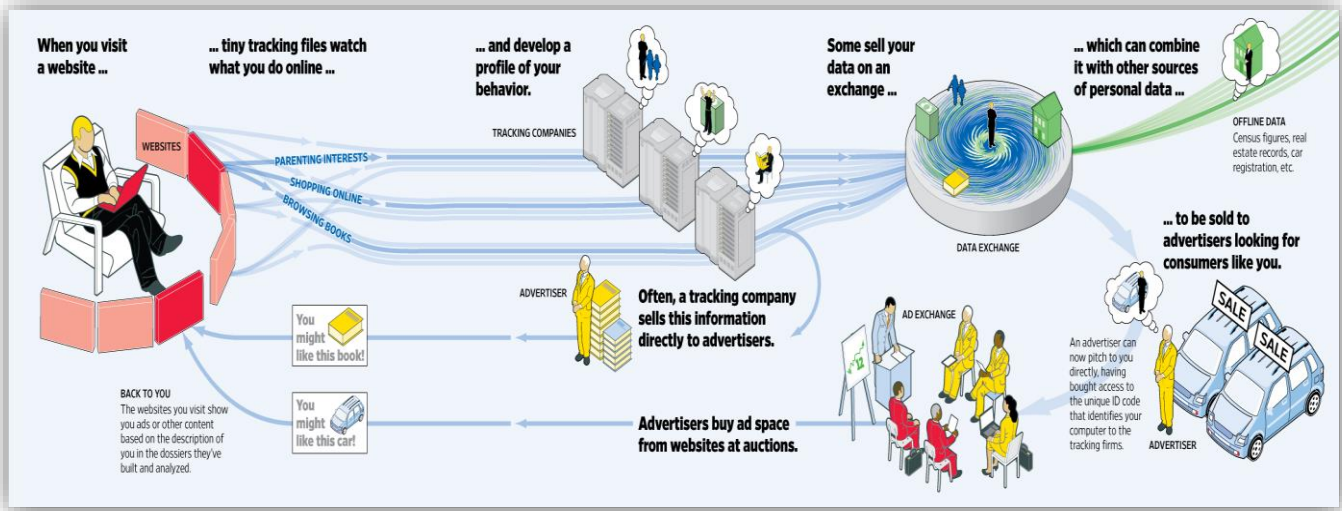 When you visit
a website ...
... tiny tracking files watch
what you do online ...
... and develop a
profile of your
behavior.
Some sell your
data on an
exchange ...
... which can combine
it with other sources
of personal data ...
WEBSITES
PARENTING INTERESTS
SHOPPING ONLINE
BROWSING BOOKS
TRACKING COMPANIES
DATA EXCHANGE
OFFLINE DATA
Census figures, real
estate records, car
registration, etc.
... to be sold to
advertisers looking for
consumers like you.
ADVERTISER
Often, a tracking company
sells this information
directly to advertisers.
You
might
like this book!
AD EXCHANGE
12
SALE
SALE
An advertiser can
now pitch to you
directly, having
bought access to
the unique ID code
that identifies your
computer to the
tracking firms.
ADVERTISER
BACK TO YOU
The websites you visit show
you ads or other content
based on the description of
you in the dossiers they've
built and analyzed.
You
might
like this car!
Advertisers buy ad space
from websites at auctions.